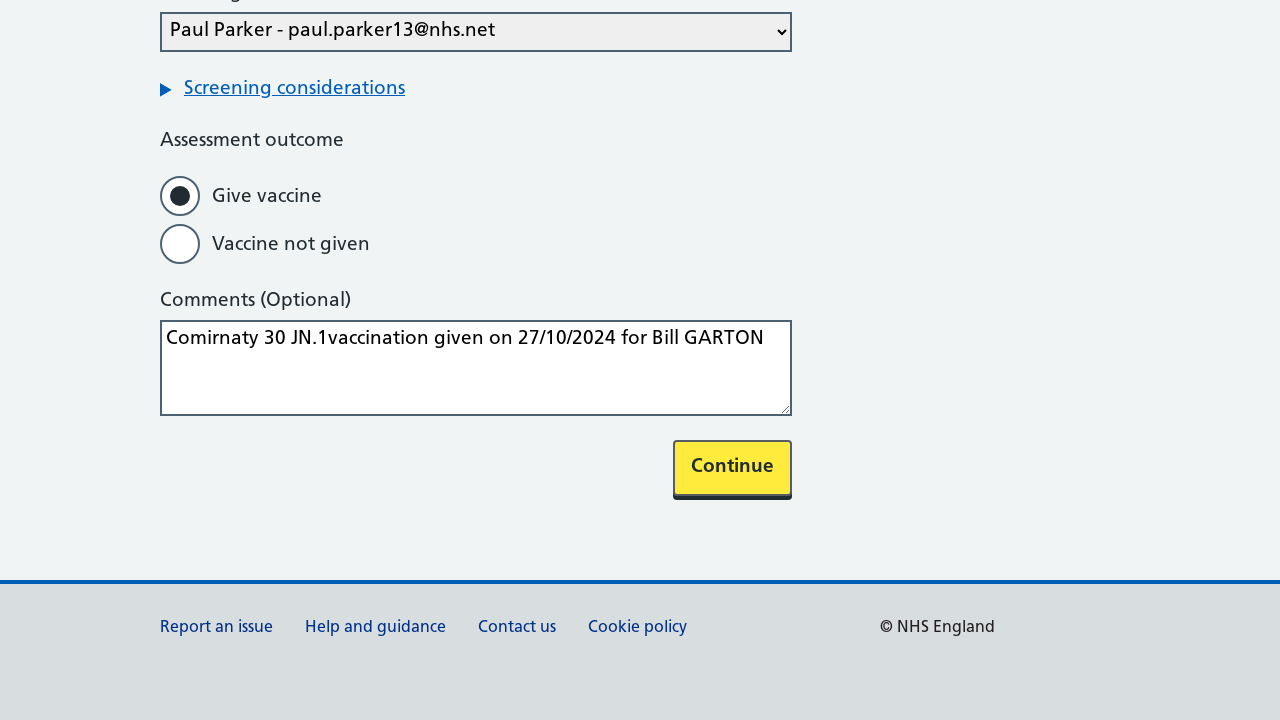 Paul Parker - paul.parker13@nhs.net
Screening considerations
Assessment outcome
Give vaccine
Vaccine not given
Comments (Optional)
Comirnaty 30 JN.1vaccination given on 27/10/2024 for Bill GARTON
Continue
Report an issue Help and guidance Contact us Cookie policy © NHS England